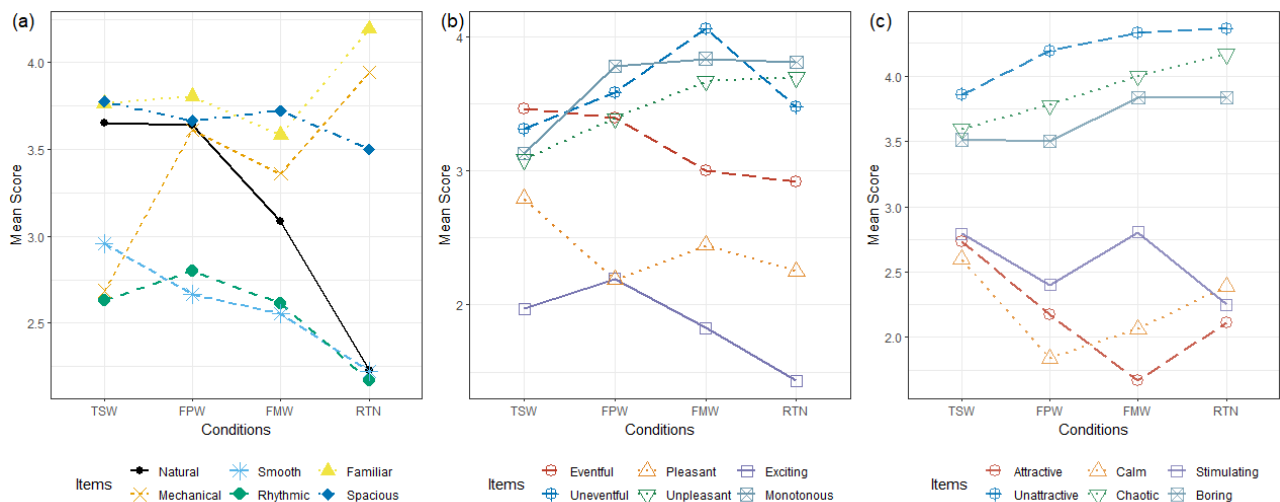 (a)
Mean Score
4.0
3.5
3.0
2.5
TSW FPW FMW RTN
Conditions
Items
Natural Smooth Familiar
Mechanical Rhythmic Spacious
(b)
Mean Score
4
3
2
TSW FPW FMW RTN
Conditions
Items
Eventful Pleasant Exciting
Uneventful Unpleasant Monotonous
(c)
Mean Score
4.0
3.5
3.0
2.5
2.0
TSW FPW FMW RTN
Conditions
Items
Attractive Calm Stimulating
Unattractive Chaotic Boring